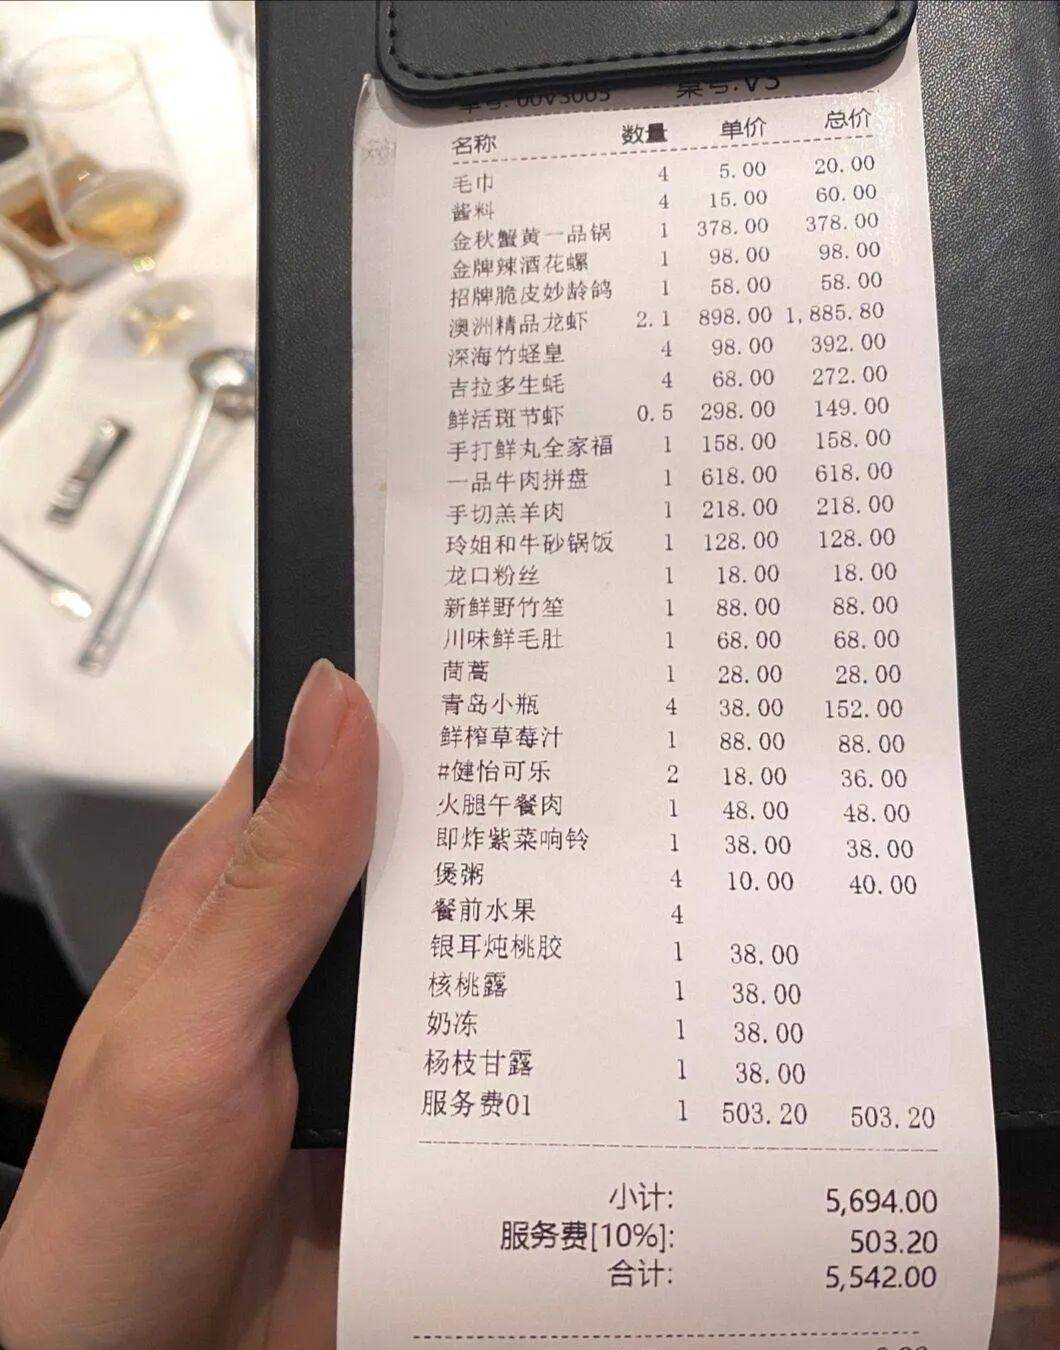 单号: 00V3003 桌号:V3
名称 数量 单价 总价
毛巾 4 5.00 20.00
酱料 4 15.00 60.00
金秋蟹黄一品锅 1 378.00 378.00
金牌辣酒花螺 1 98.00 98.00
招牌脆皮妙龄鸽 1 58.00 58.00
澳洲精品龙虾 2.1 898.00 1,885.80
深海竹蛏皇 4 98.00 392.00
吉拉多生蚝 4 68.00 272.00
鲜活斑节虾 0.5 298.00 149.00
手打鲜丸全家福 1 158.00 158.00
一品牛肉拼盘 1 618.00 618.00
手切羔羊肉 1 218.00 218.00
玲姐和牛砂锅饭 1 128.00 128.00
龙口粉丝 1 18.00 18.00
新鲜野竹笙 1 88.00 88.00
川味鲜毛肚 1 68.00 68.00
茼蒿 1 28.00 28.00
青岛小瓶 4 38.00 152.00
鲜榨草莓汁 1 88.00 88.00
#健怡可乐 2 18.00 36.00
火腿午餐肉 1 48.00 48.00
即炸紫菜响铃 1 38.00 38.00
煲粥 4 10.00 40.00
餐前水果 4
银耳炖桃胶 1 38.00
核桃露 1 38.00
奶冻 1 38.00
杨枝甘露 1 38.00
服务费01 1 503.20 503.20
小计: 5,694.00
服务费[10%]: 503.20
合计: 5,542.00